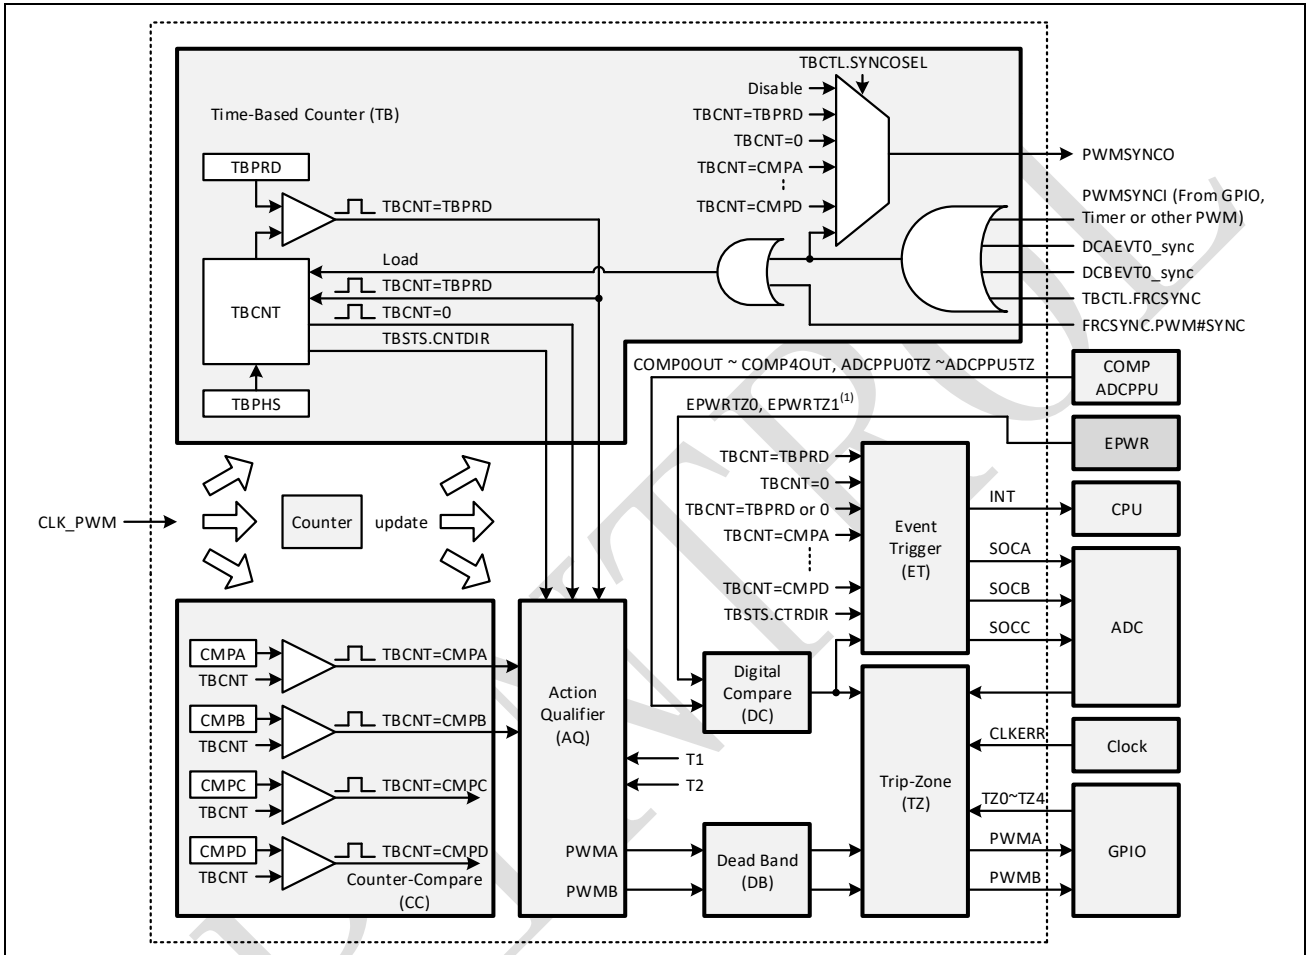 TBCTL.SYNCOSEL
Disable
TBCNT=TBPRD
TBCNT=0
TBCNT=CMPA
TBCNT=CMPD
Time-Based Counter (TB)
TBPRD
TBCNT=TBPRD
Load
TBCNT=TBPRD
TBCNT=0
TBSTS.CNTDIR
TBCNT
TBPHS
PWMSYNCO
PWMSYNCI (From GPIO,
Timer or other PWM)
DCAEVT0_sync
DCBEVT0_sync
TBCTL.FRCSYNC
FRCSYNC.PWM#SYNC
COMP0OUT ~ COMP4OUT, ADCPPU0TZ ~ADCPPU5TZ
COMP
ADCPPU
EPWRTZ0, EPWRTZ1(1)
EPWR
CLK_PWM
Counter
update
TBCNT=TBPRD
TBCNT=0
TBCNT=TBPRD or 0
TBCNT=CMPA
TBCNT=CMPD
TBSTS.CTRDIR
Event
Trigger
(ET)
INT
SOCA
SOCB
SOCC
CPU
ADC
CMPA
TBCNT
TBCNT=CMPA
CMPB
TBCNT
TBCNT=CMPB
CMPC
TBCNT
TBCNT=CMPC
CMPD
TBCNT
TBCNT=CMPD
Counter-Compare
(CC)
Action
Qualifier
(AQ)
T1
T2
PWMA
PWMB
Digital
Compare
(DC)
Dead Band
(DB)
Trip-Zone
(TZ)
CLKERR
Clock
TZ0~TZ4
PWMA
PWMB
GPIO